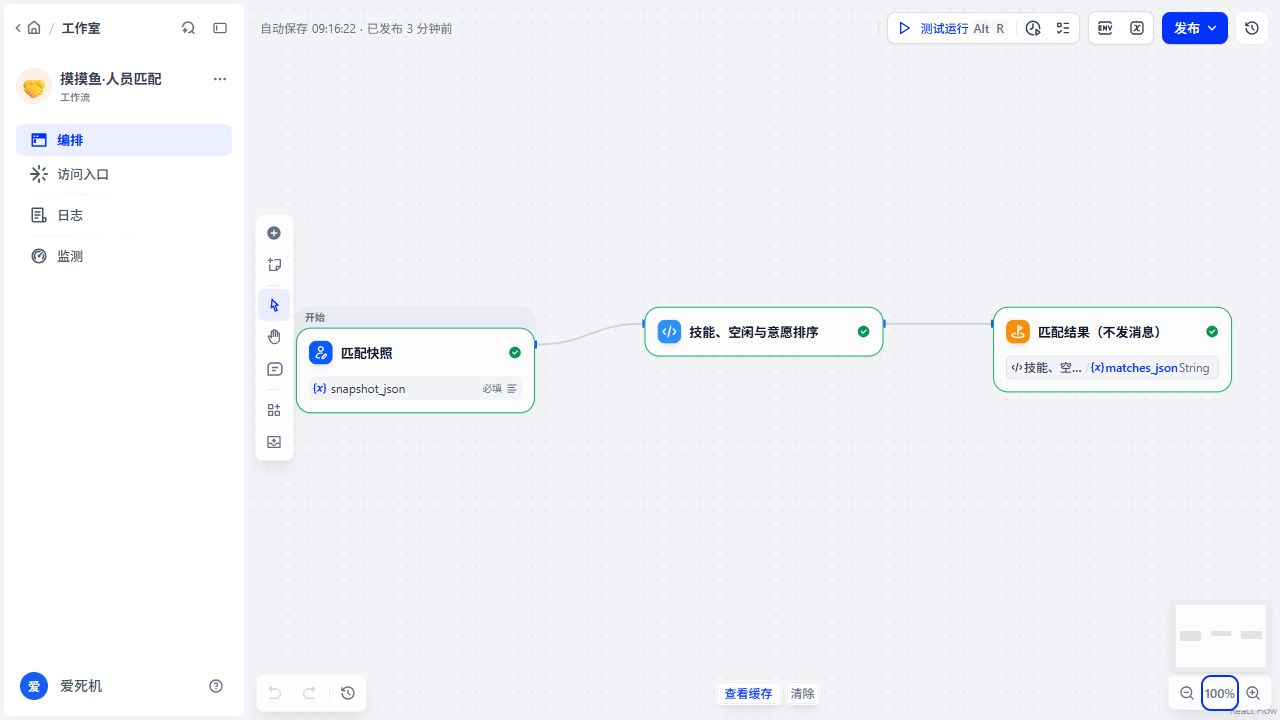 工作室
自动保存 09:16:22 · 已发布 3 分钟前
测试运行 Alt R
ENV
发布
摸摸鱼·人员匹配
工作流
编排
访问入口
日志
监测
开始
匹配快照
{x} snapshot_json 必填
技能、空闲与意愿排序
匹配结果（不发消息）
技能、空... / {x} matches_json String
爱 爱死机
查看缓存 清除
100%
React Flow